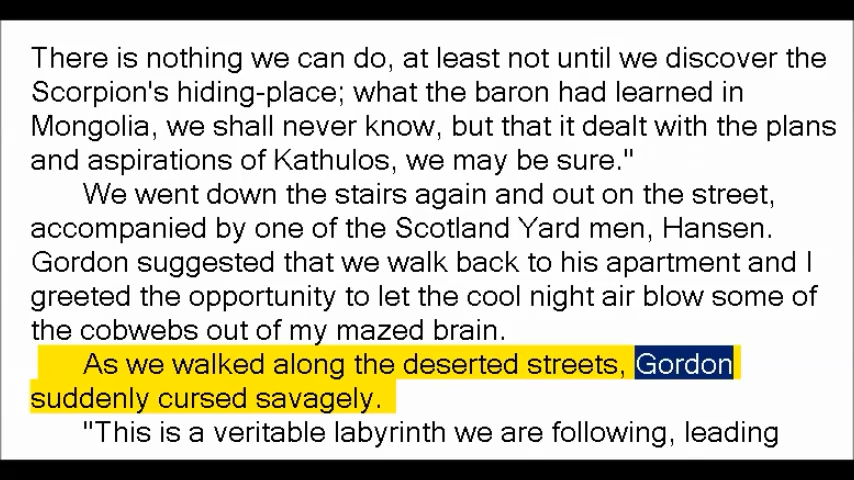 There is nothing we can do, at least not until we discover the
Scorpion's hiding-place; what the baron had learned in
Mongolia, we shall never know, but that it dealt with the plans
and aspirations of Kathulos, we may be sure."
We went down the stairs again and out on the street,
accompanied by one of the Scotland Yard men, Hansen.
Gordon suggested that we walk back to his apartment and I
greeted the opportunity to let the cool night air blow some of
the cobwebs out of my mazed brain.
As we walked along the deserted streets, Gordon
suddenly cursed savagely.
"This is a veritable labyrinth we are following, leading